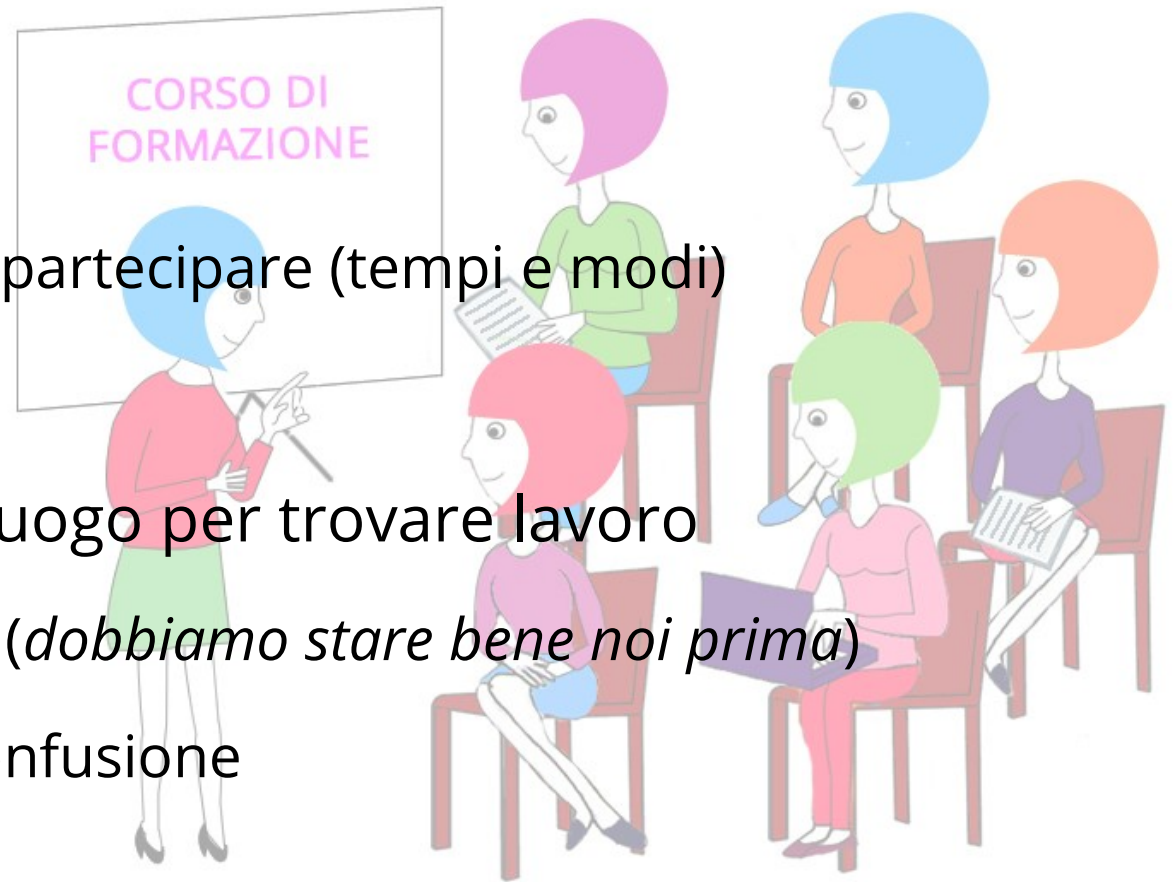 CORSO DI
FORMAZIONE
partecipare (tempi e modi)
uogo per trovare lavoro
(dobbiamo stare bene noi prima)
nfusione